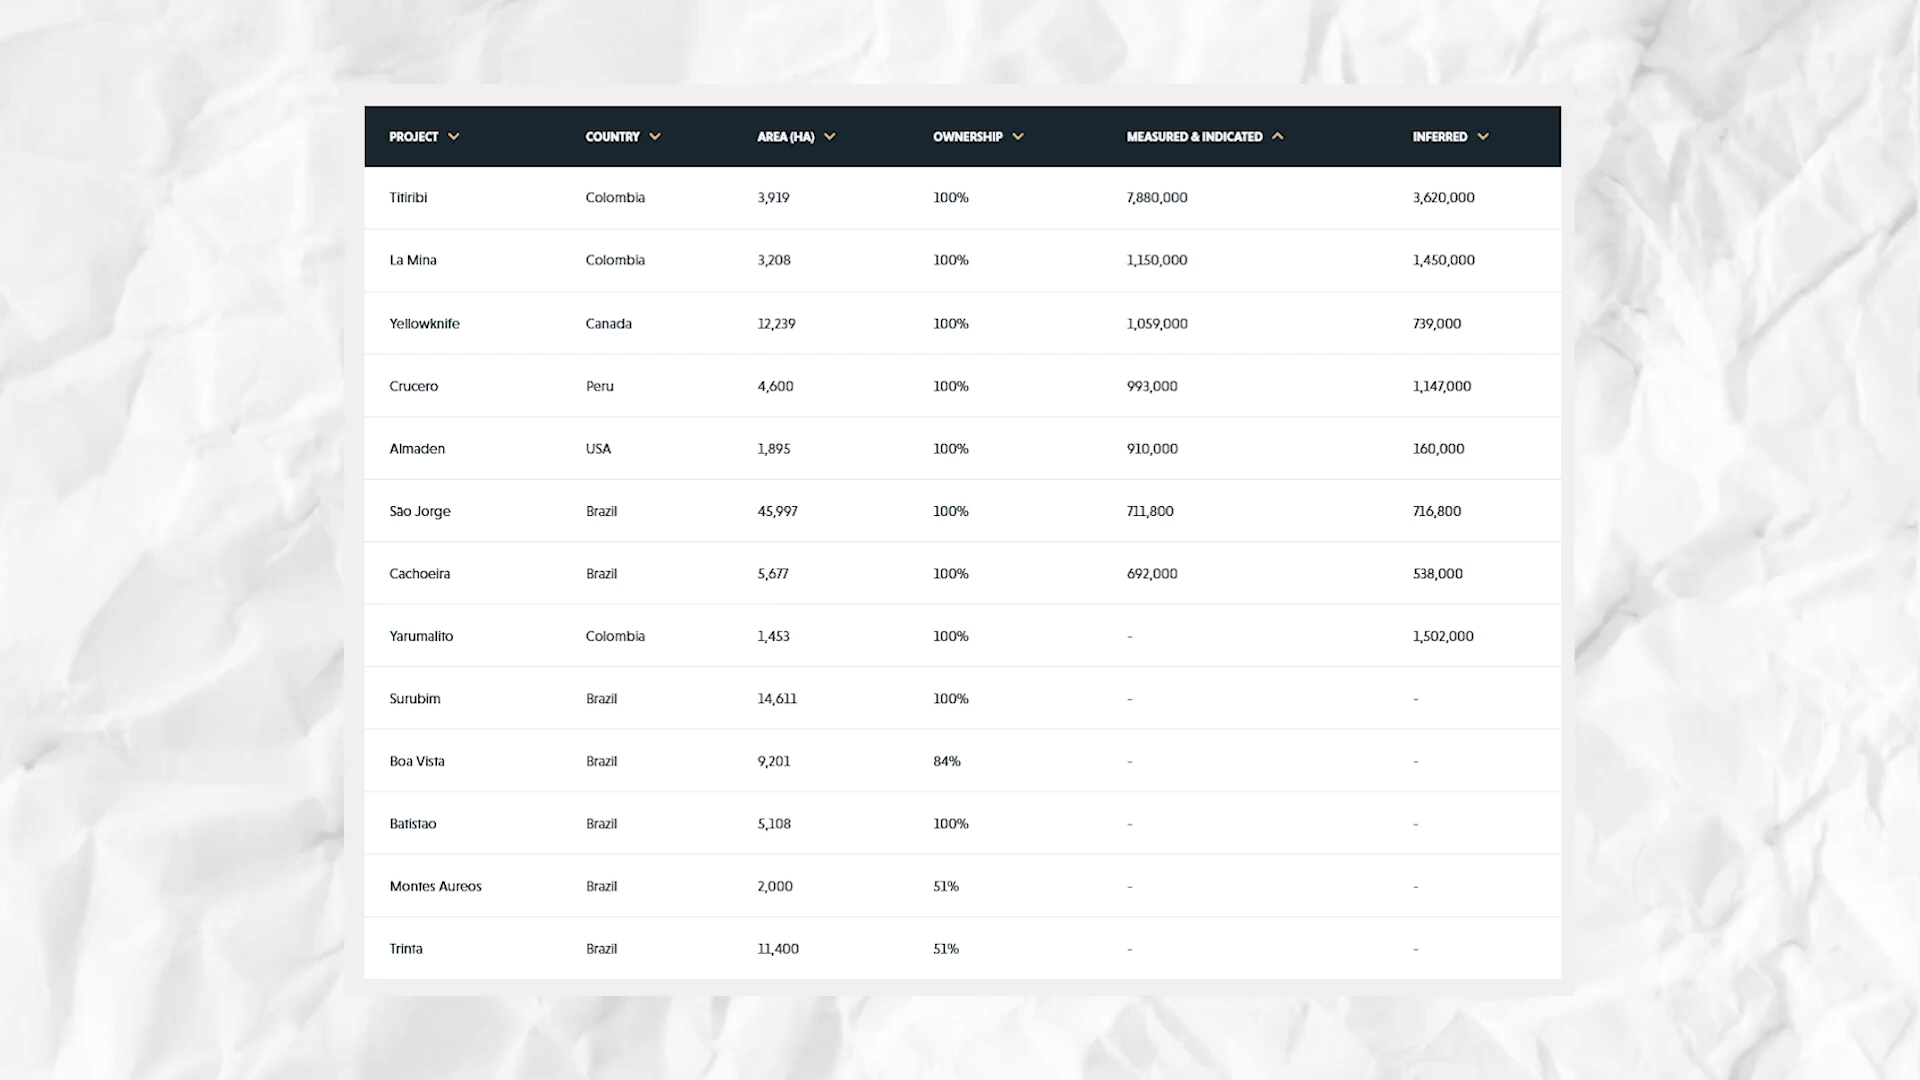 PROJECT COUNTRY AREA (HA) OWNERSHIP MEASURED & INDICATED INFERRED
Titiribi Colombia 3,919 100% 7,880,000 3,620,000
La Mina Colombia 3,208 100% 1,150,000 1,450,000
Yellowknife Canada 12,239 100% 1,059,000 739,000
Crucero Peru 4,600 100% 993,000 1,147,000
Almaden USA 1,895 100% 910,000 160,000
São Jorge Brazil 45,997 100% 711,800 716,800
Cachoeira Brazil 5,677 100% 692,000 538,000
Yarumalito Colombia 1,453 100% - 1,502,000
Surubim Brazil 14,611 100% - -
Boa Vista Brazil 9,201 84% - -
Batistao Brazil 5,108 100% - -
Montes Aureos Brazil 2,000 51% - -
Trinta Brazil 11,400 51% - -